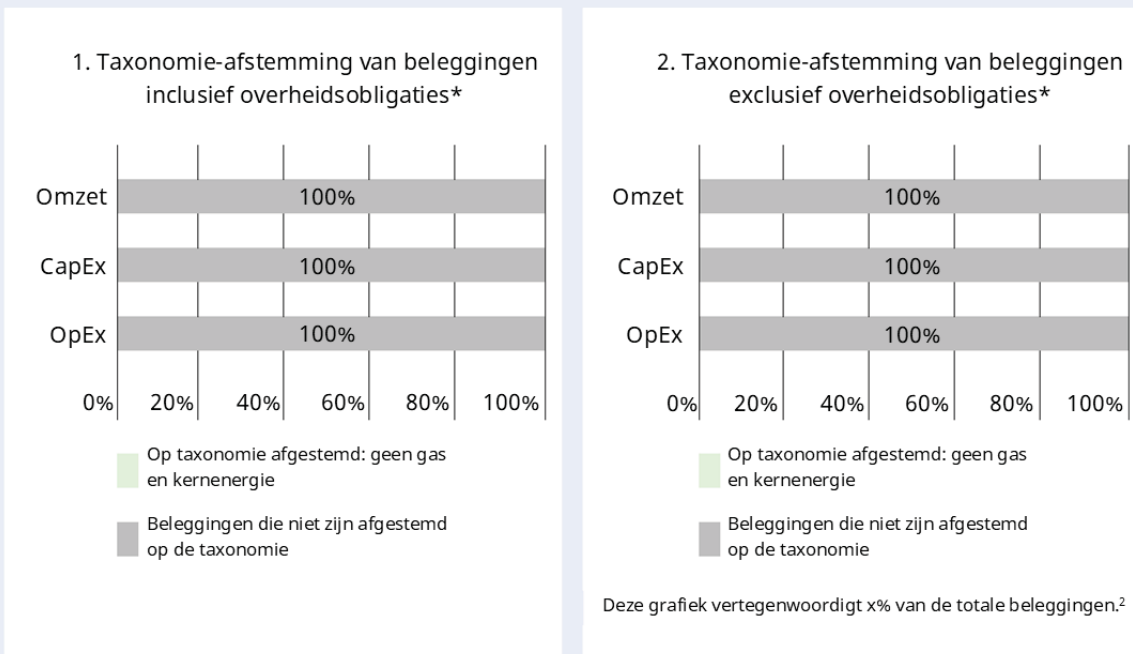 1. Taxonomie-afstemming van beleggingen
inclusief overheidsobligaties*
Omzet
100%
CapEx
100%
OpEx
100%
0%
20%
40%
60%
80%
100%
Op taxonomie afgestemd: geen gas
en kernenergie
Beleggingen die niet zijn afgestemd
op de taxonomie
2. Taxonomie-afstemming van beleggingen
exclusief overheidsobligaties*
Omzet
100%
CapEx
100%
OpEx
100%
0%
20%
40%
60%
80%
100%
Op taxonomie afgestemd: geen gas
en kernenergie
Beleggingen die niet zijn afgestemd
op de taxonomie
Deze grafiek vertegenwoordigt x% van de totale beleggingen.²